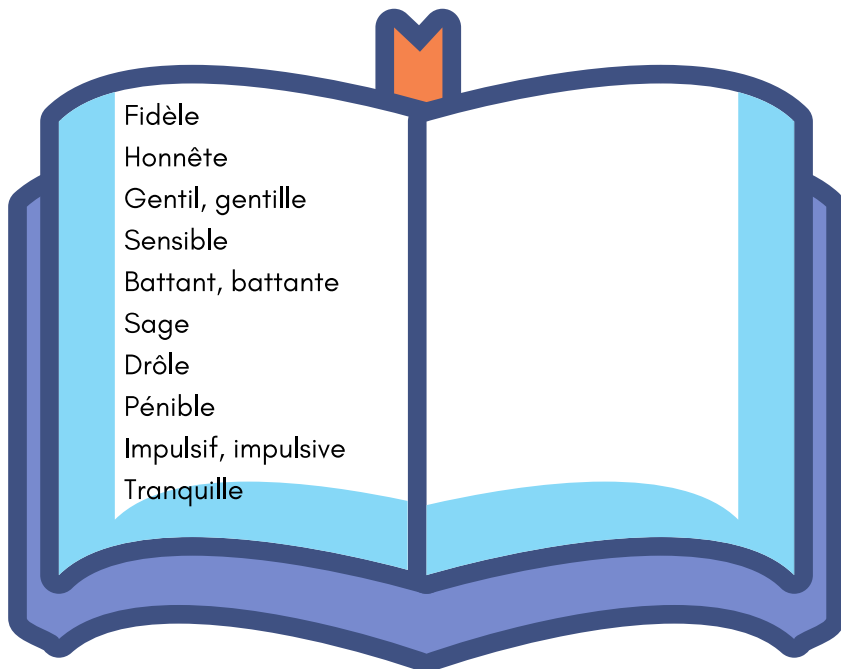 Fidèle
Honnête
Gentil, gentille
Sensible
Battant, battante
Sage
Drôle
Pénible
Impulsif, impulsive
Tranquille